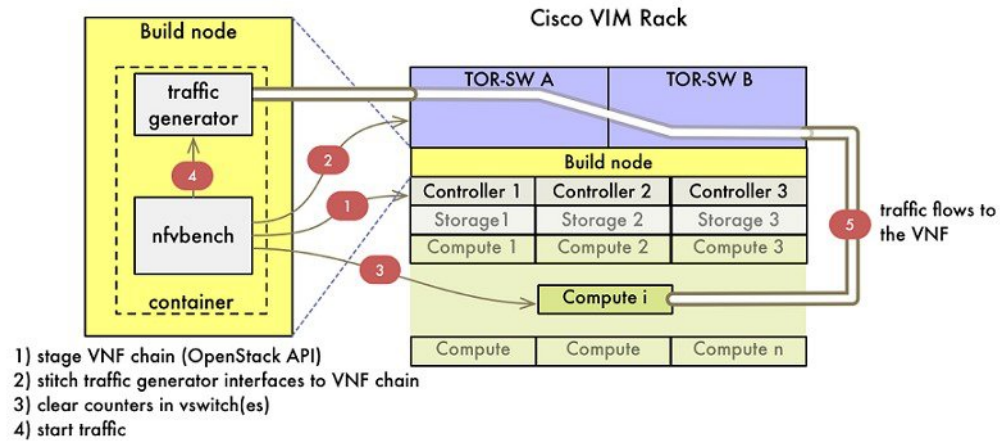 Cisco VIM Rack
Build node
traffic
generator
4
nfvbench
container
2
1
3
TOR-SW A
TOR-SW B
Build node
Controller 1
Controller 2
Controller 3
Storage1
Storage 2
Storage 3
Compute 1
Compute 2
Compute 3
Compute i
Compute
Compute
Compute n
5
traffic flows to
the VNF
1) stage VNF chain (OpenStack API)
2) stitch traffic generator interfaces to VNF chain
3) clear counters in vswitch(es)
4) start traffic